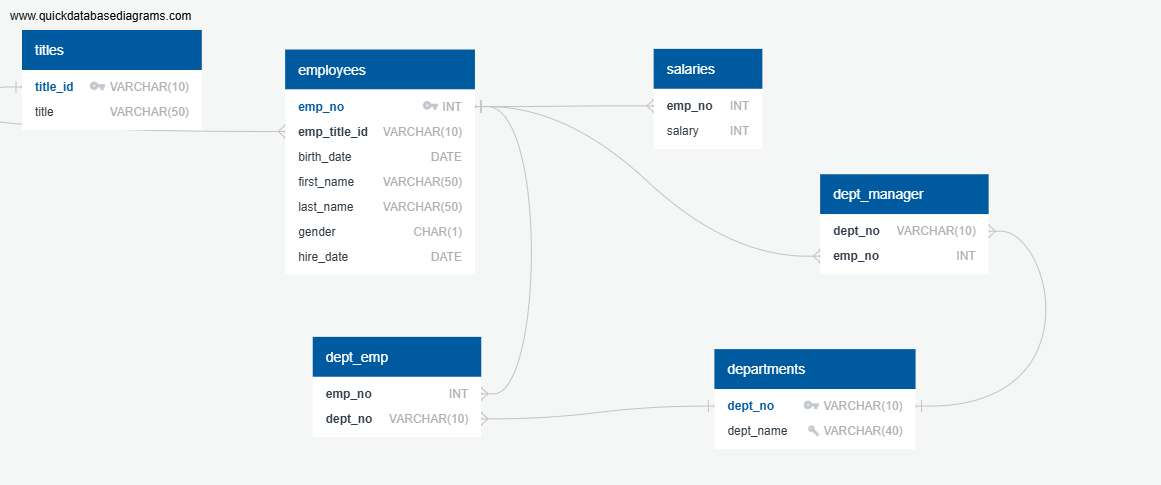 www.quickdatabasediagrams.com
titles
title_id VARCHAR(10)
title VARCHAR(50)
employees
emp_no INT
emp_title_id VARCHAR(10)
birth_date DATE
first_name VARCHAR(50)
last_name VARCHAR(50)
gender CHAR(1)
hire_date DATE
salaries
emp_no INT
salary INT
dept_manager
dept_no VARCHAR(10)
emp_no INT
dept_emp
emp_no INT
dept_no VARCHAR(10)
departments
dept_no VARCHAR(10)
dept_name VARCHAR(40)